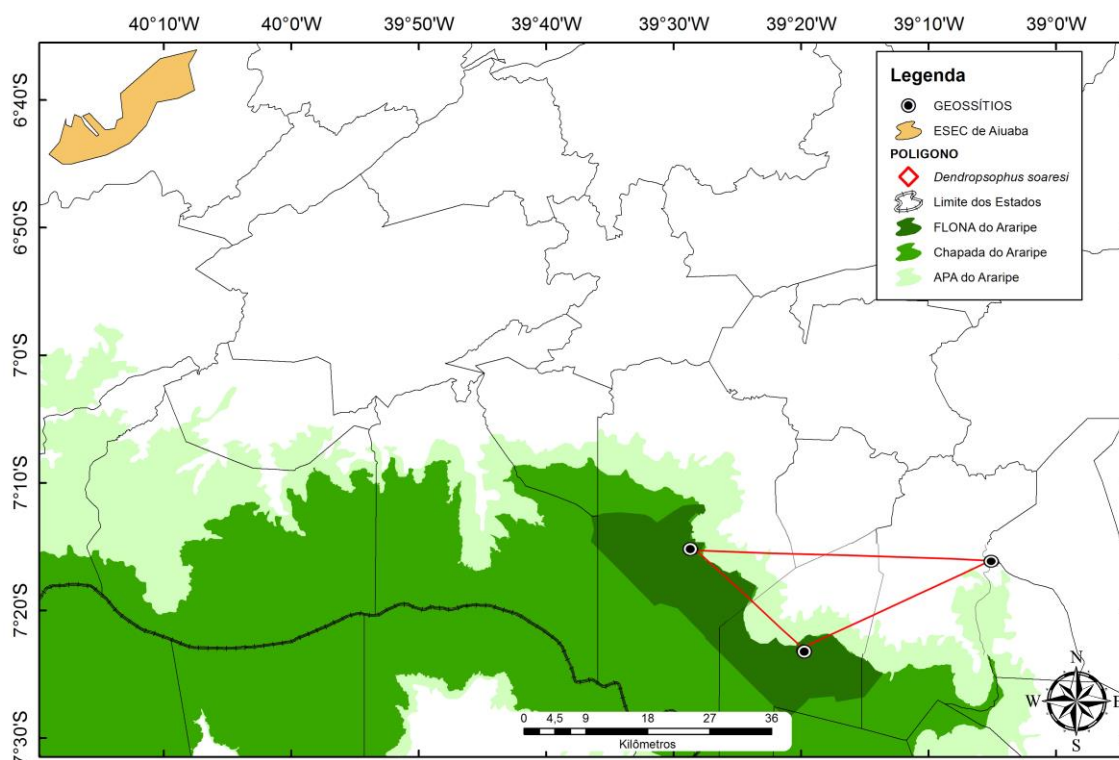 40°10'W 40°0'W 39°50'W 39°40'W 39°30'W 39°20'W 39°10'W 39°0'W
6°40'S
6°50'S
7°0'S
7°10'S
7°20'S
7°30'S
Legenda
GEOSSÍTIOS
ESEC de Aiuaba
POLIGONO
Dendropsophus soaresi
Limite dos Estados
FLONA do Araripe
Chapada do Araripe
APA do Araripe
0 4,5 9 18 27 36
Kilômetros
N
W E
S